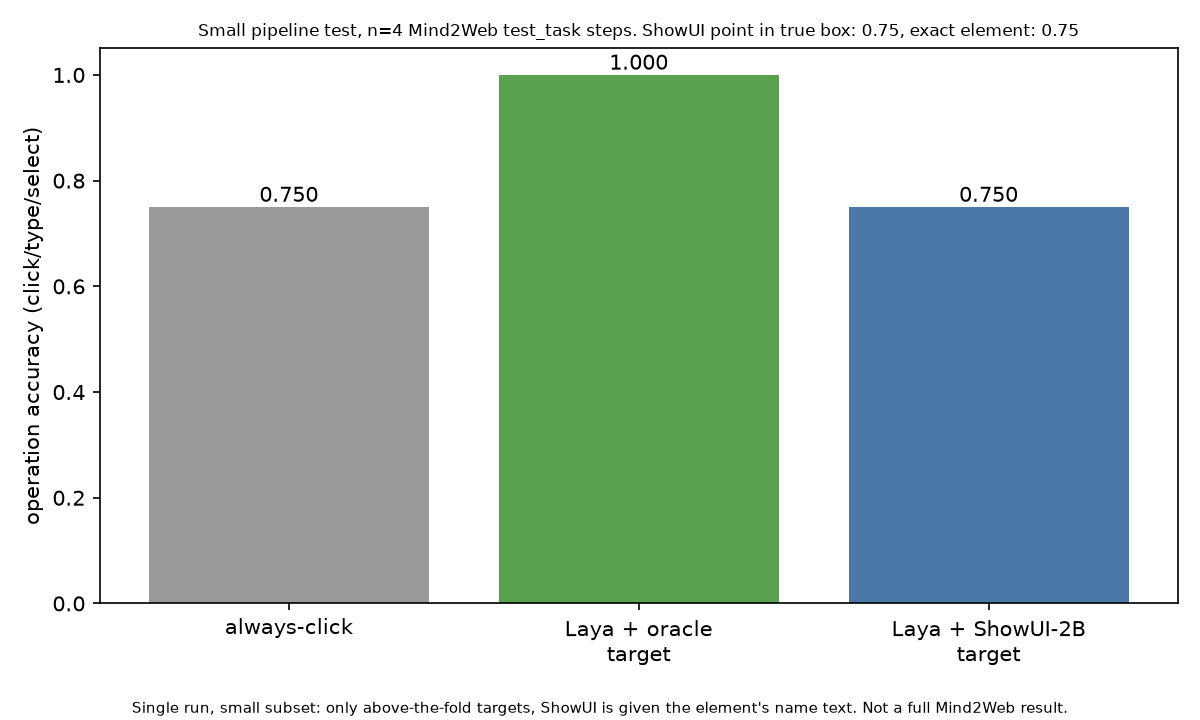 Small pipeline test, n=4 Mind2Web test_task steps. ShowUI point in true box: 0.75, exact element: 0.75
operation accuracy (click/type/select)
1.0
0.8
0.6
0.4
0.2
0.0
0.750
1.000
0.750
always-click
Laya + oracle
target
Laya + ShowUI-2B
target
Single run, small subset: only above-the-fold targets, ShowUI is given the element's name text. Not a full Mind2Web result.